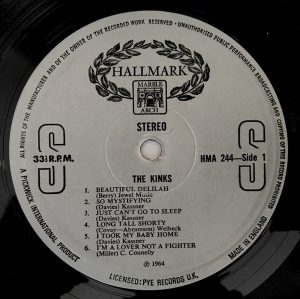 ALL RIGHTS OF THE MANUFACTURER AND OF THE OWNER OF THE RECORDED WORK RESERVED · UNAUTHORISED PUBLIC PERFORMANCE BROADCASTING AND COPYING OF THIS RECORD PROHIBITED
HALLMARK
MARBLE
ARCH
STEREO
33⅓ R.P.M.
HMA 244—Side 1
S
S
THE KINKS
1. BEAUTIFUL DELILAH
(Berry) Jewel Music
2. SO MYSTIFYING
(Davies) Kassner
3. JUST CAN'T GO TO SLEEP
(Davies) Kassner
4. LONG TALL SHORTY
(Covay—Abramson) Welbeck
5. I TOOK MY BABY HOME
(Davies) Kassner
6. I'M A LOVER NOT A FIGHTER
(Miller) C. Connelly
℗ 1964
A PICKWICK INTERNATIONAL PRODUCT
LICENSED: PYE RECORDS U.K.
MADE IN ENGLAND